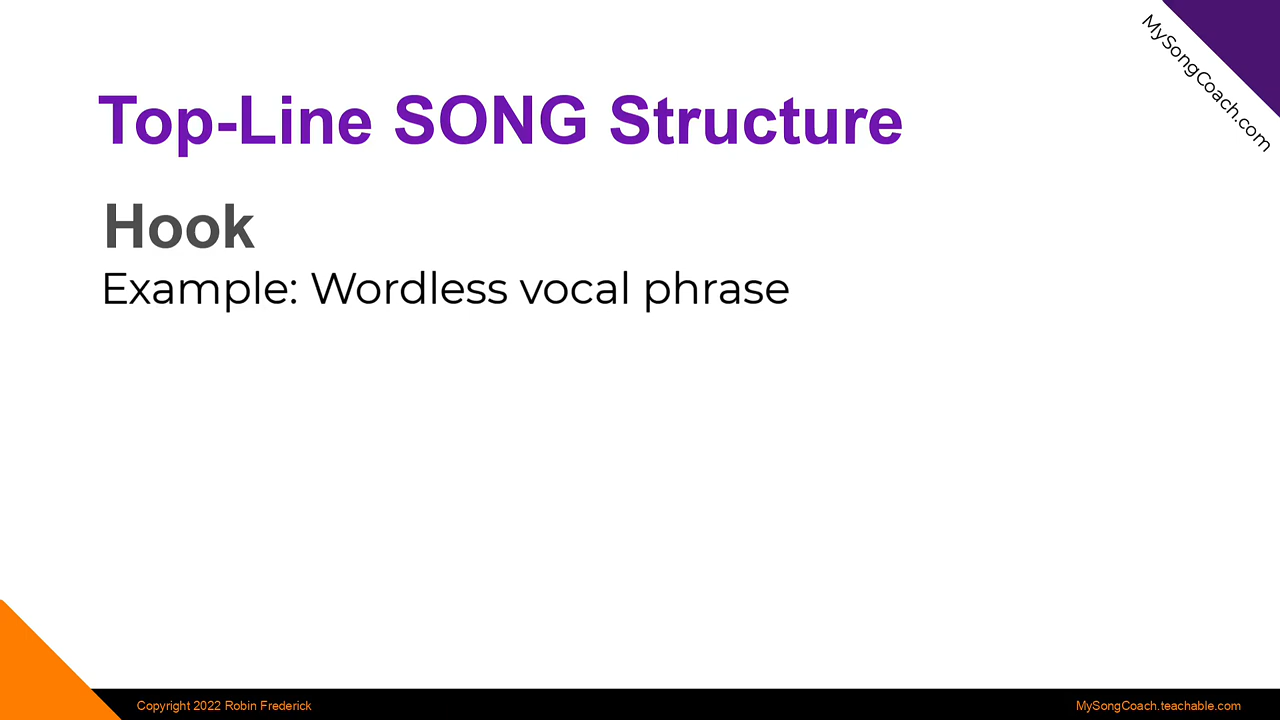 MySongCoach.com
Top-Line SONG Structure
Hook
Example: Wordless vocal phrase
Copyright 2022 Robin Frederick
MySongCoach.teachable.com